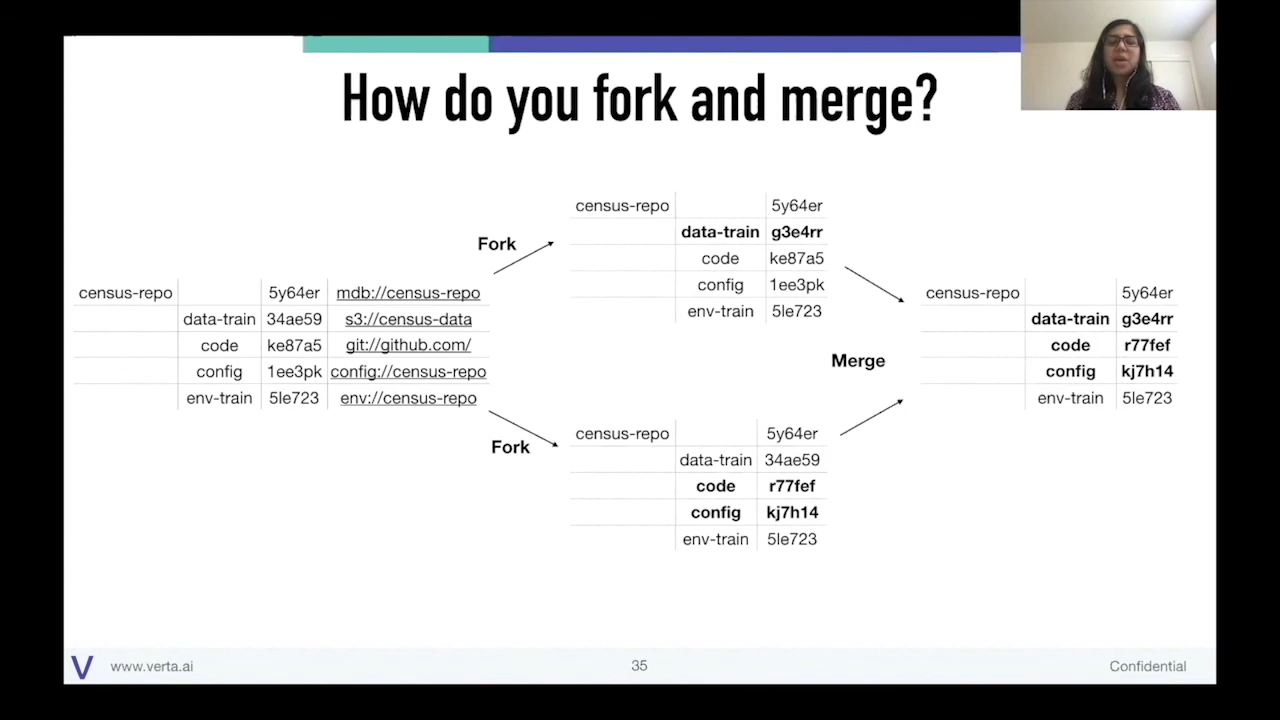 How do you fork and merge?
census-repo 5y64er mdb://census-repo
data-train 34ae59 s3://census-data
code ke87a5 git://github.com/
config 1ee3pk config://census-repo
env-train 5le723 env://census-repo
Fork
Fork
census-repo 5y64er
data-train g3e4rr
code ke87a5
config 1ee3pk
env-train 5le723
census-repo 5y64er
data-train 34ae59
code r77fef
config kj7h14
env-train 5le723
Merge
census-repo 5y64er
data-train g3e4rr
code r77fef
config kj7h14
env-train 5le723
V www.verta.ai 35 Confidential